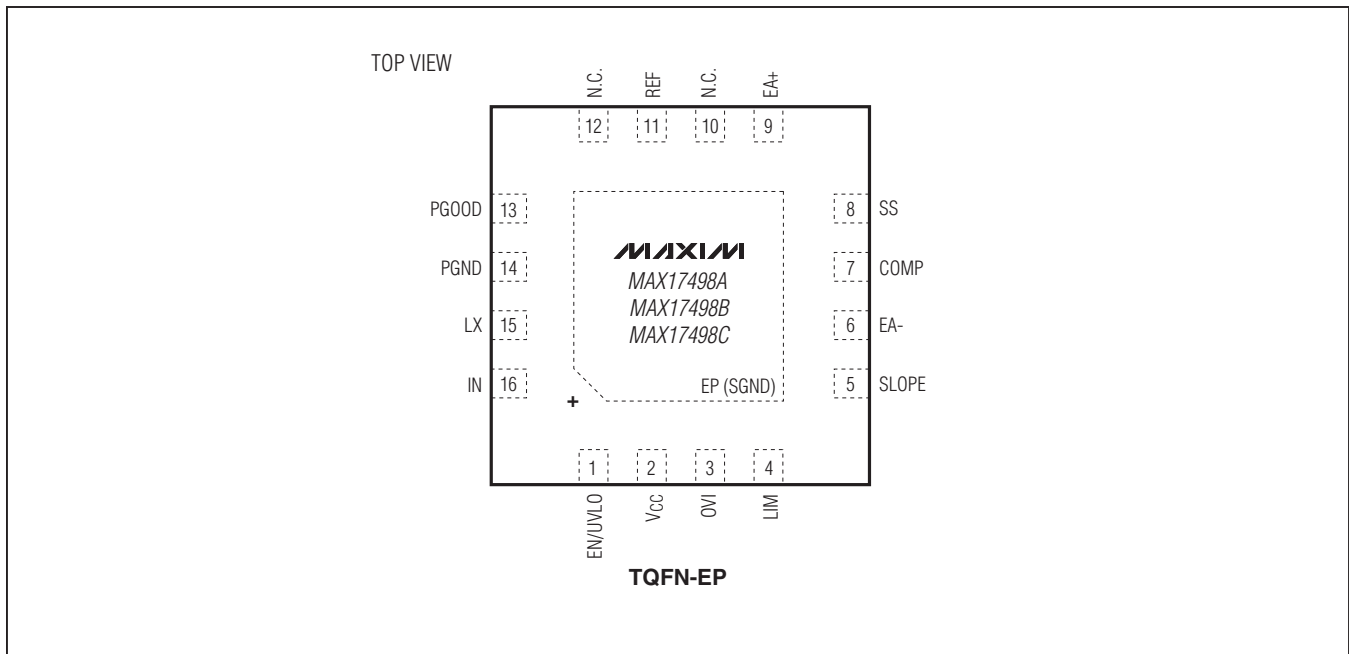 TOP VIEW
N.C. REF N.C. EA+
12 11 10 9
PGOOD 13
8 SS
PGND 14
7 COMP
LX 15
6 EA-
IN 16
5 SLOPE
MAXIM
MAX17498A
MAX17498B
MAX17498C
EP (SGND)
+
1 2 3 4
EN/UVLO VCC OVI LIM
TQFN-EP